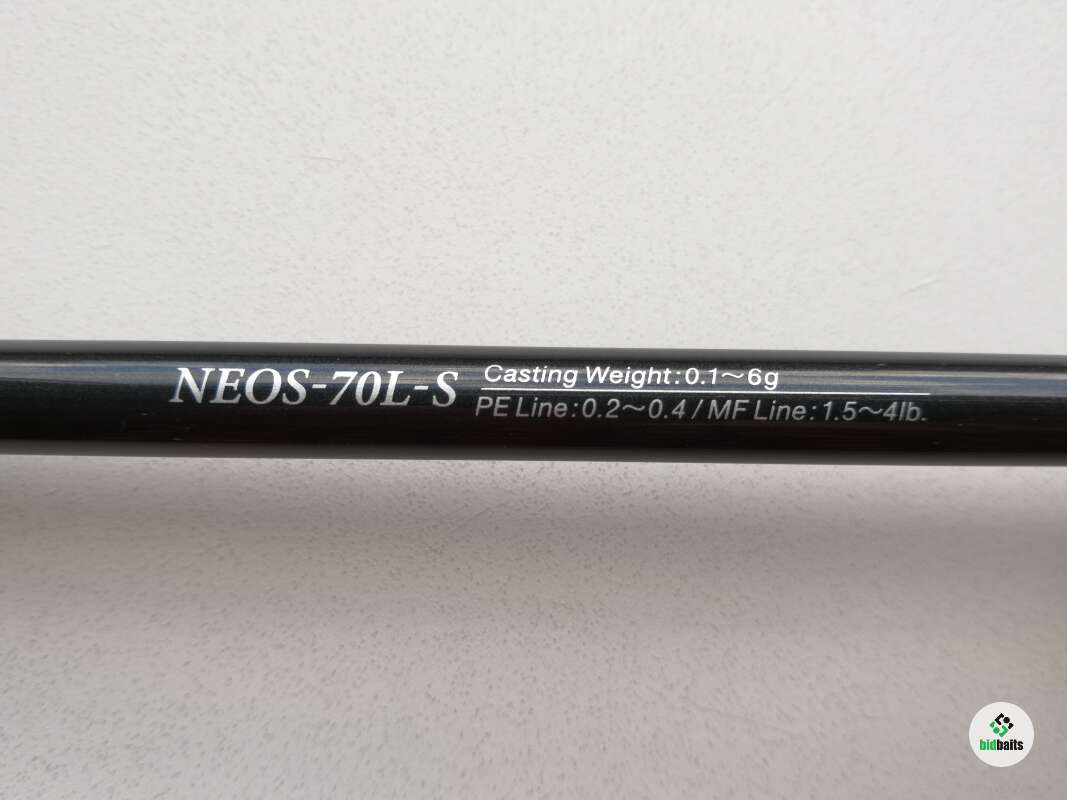 NEOS-70L-S
Casting Weight:0.1～6g
PE Line:0.2～0.4/MF Line:1.5～4lb.
bidbaits